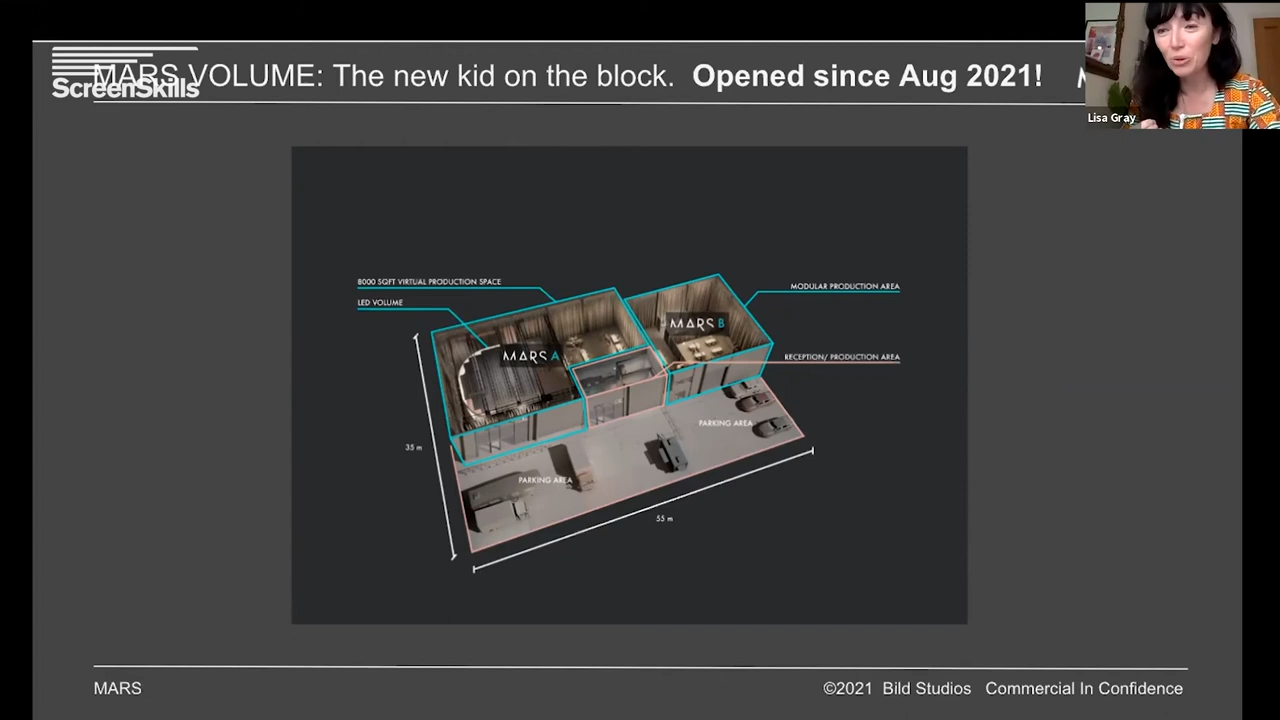 MARS VOLUME: The new kid on the block. Opened since Aug 2021!
ScreenSkills
Lisa Gray
8000 SQFT VIRTUAL PRODUCTION SPACE
LED VOLUME
MODULAR PRODUCTION AREA
MARS A
MARS B
RECEPTION/ PRODUCTION AREA
PARKING AREA
PARKING AREA
35 m
55 m
MARS
©2021 Bild Studios Commercial In Confidence